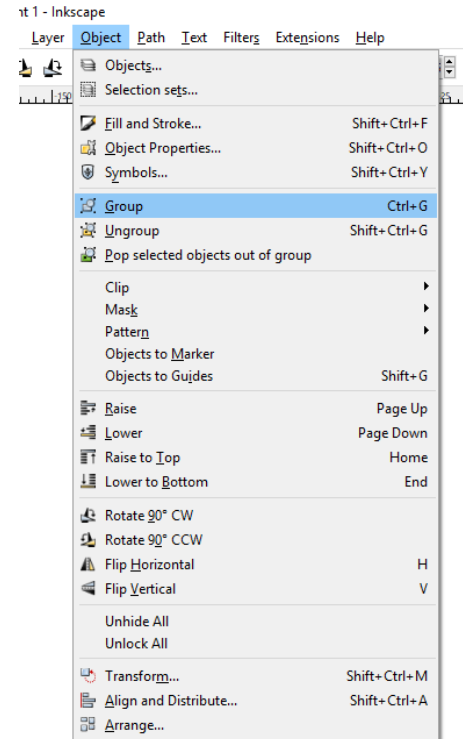 nt 1 - Inkscape
Layer Object Path Text Filters Extensions Help
Objects...
Selection sets...
Fill and Stroke... Shift+Ctrl+F
Object Properties... Shift+Ctrl+O
Symbols... Shift+Ctrl+Y
Group Ctrl+G
Ungroup Shift+Ctrl+G
Pop selected objects out of group
Clip
Mask
Pattern
Objects to Marker
Objects to Guides Shift+G
Raise Page Up
Lower Page Down
Raise to Top Home
Lower to Bottom End
Rotate 90° CW
Rotate 90° CCW
Flip Horizontal H
Flip Vertical V
Unhide All
Unlock All
Transform... Shift+Ctrl+M
Align and Distribute... Shift+Ctrl+A
Arrange...